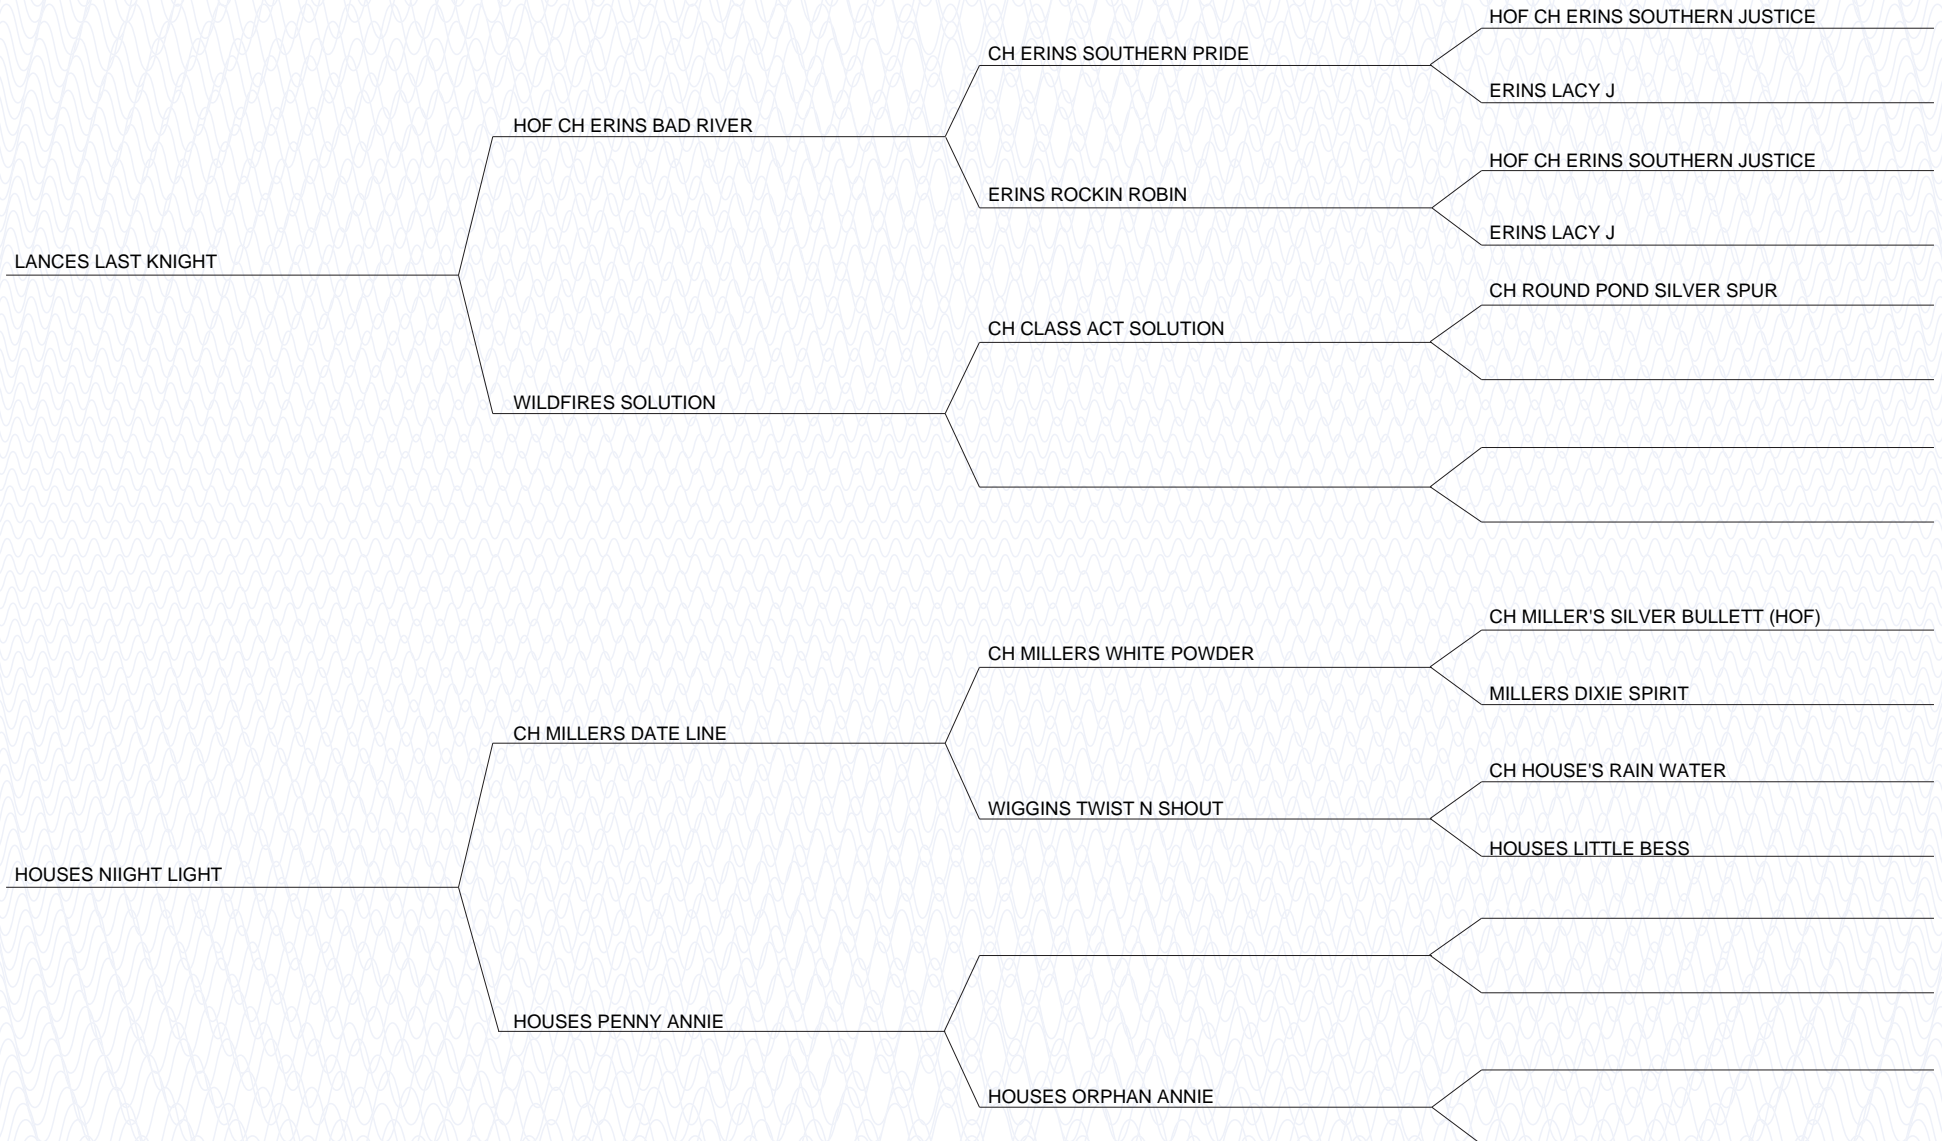 HOF CH ERINS SOUTHERN JUSTICE
CH ERINS SOUTHERN PRIDE
ERINS LACY J
HOF CH ERINS BAD RIVER
HOF CH ERINS SOUTHERN JUSTICE
ERINS ROCKIN ROBIN
ERINS LACY J
LANCES LAST KNIGHT
CH ROUND POND SILVER SPUR
CH CLASS ACT SOLUTION
WILDFIRES SOLUTION
CH MILLER'S SILVER BULLETT (HOF)
CH MILLERS WHITE POWDER
MILLERS DIXIE SPIRIT
CH MILLERS DATE LINE
CH HOUSE'S RAIN WATER
WIGGINS TWIST N SHOUT
HOUSES LITTLE BESS
HOUSES NIIGHT LIGHT
HOUSES PENNY ANNIE
HOUSES ORPHAN ANNIE